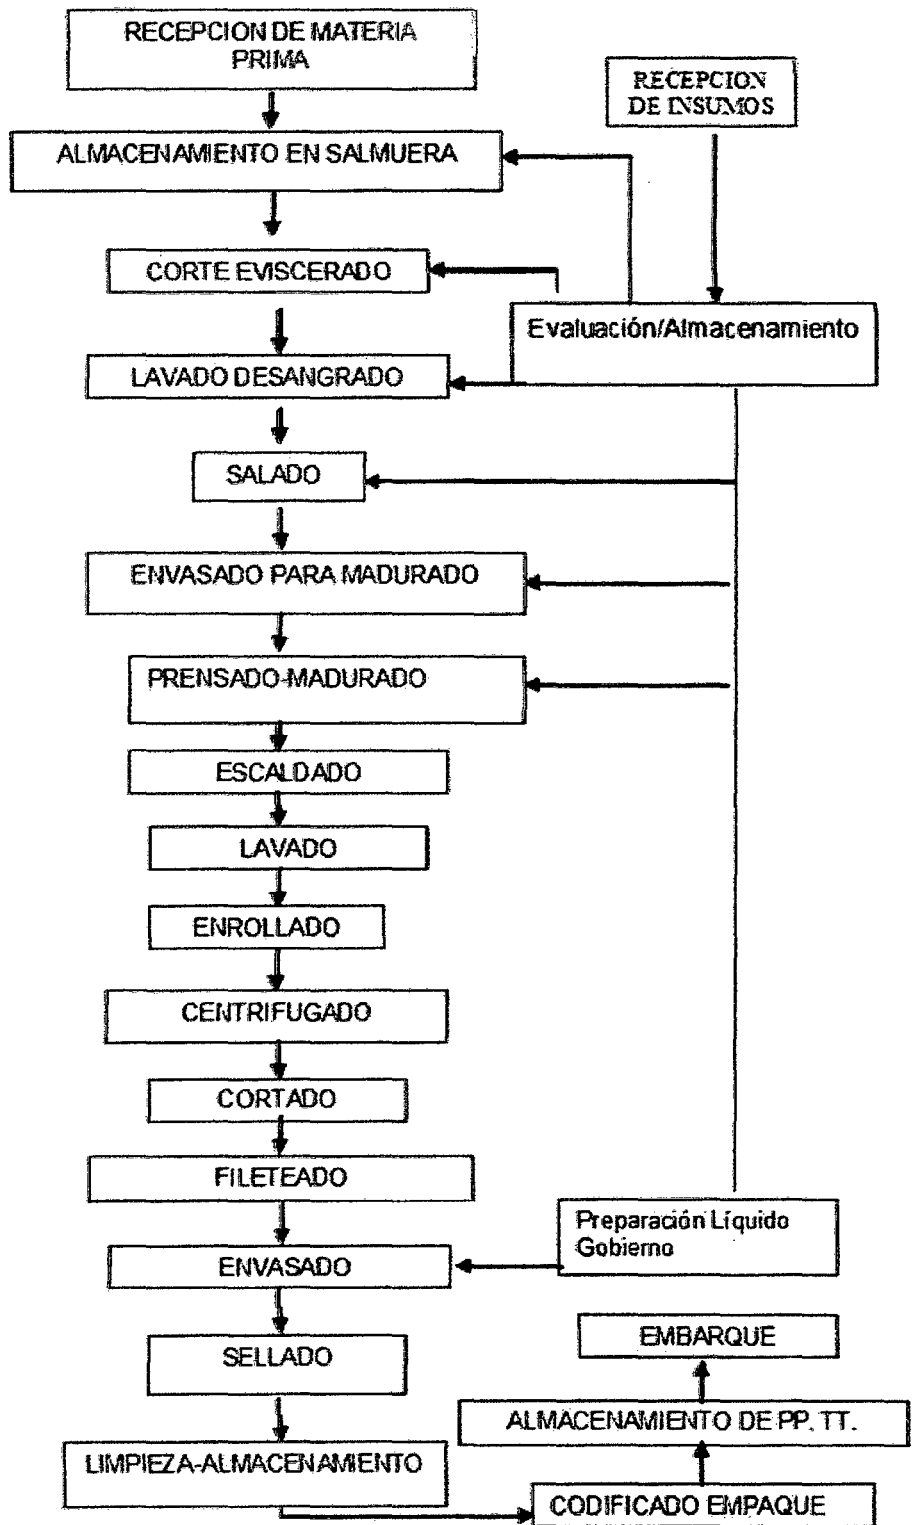 RECEPCION DE MATERIA
PRIMA
RECEPCION
DE INSUMOS
ALMACENAMIENTO EN SALMUERA
CORTE EVISCERADO
Evaluación/Almacenamiento
LAVADO DESANGRADO
SALADO
ENVASADO PARA MADURADO
PRENSADO-MADURADO
ESCALDADO
LAVADO
ENROLLADO
CENTRIFUGADO
CORTADO
FILETEADO
Preparación Líquido
Gobierno
ENVASADO
EMBARQUE
SELLADO
ALMACENAMIENTO DE PP. TT.
LIMPIEZA-ALMACENAMIENTO
CODIFICADO EMPAQUE